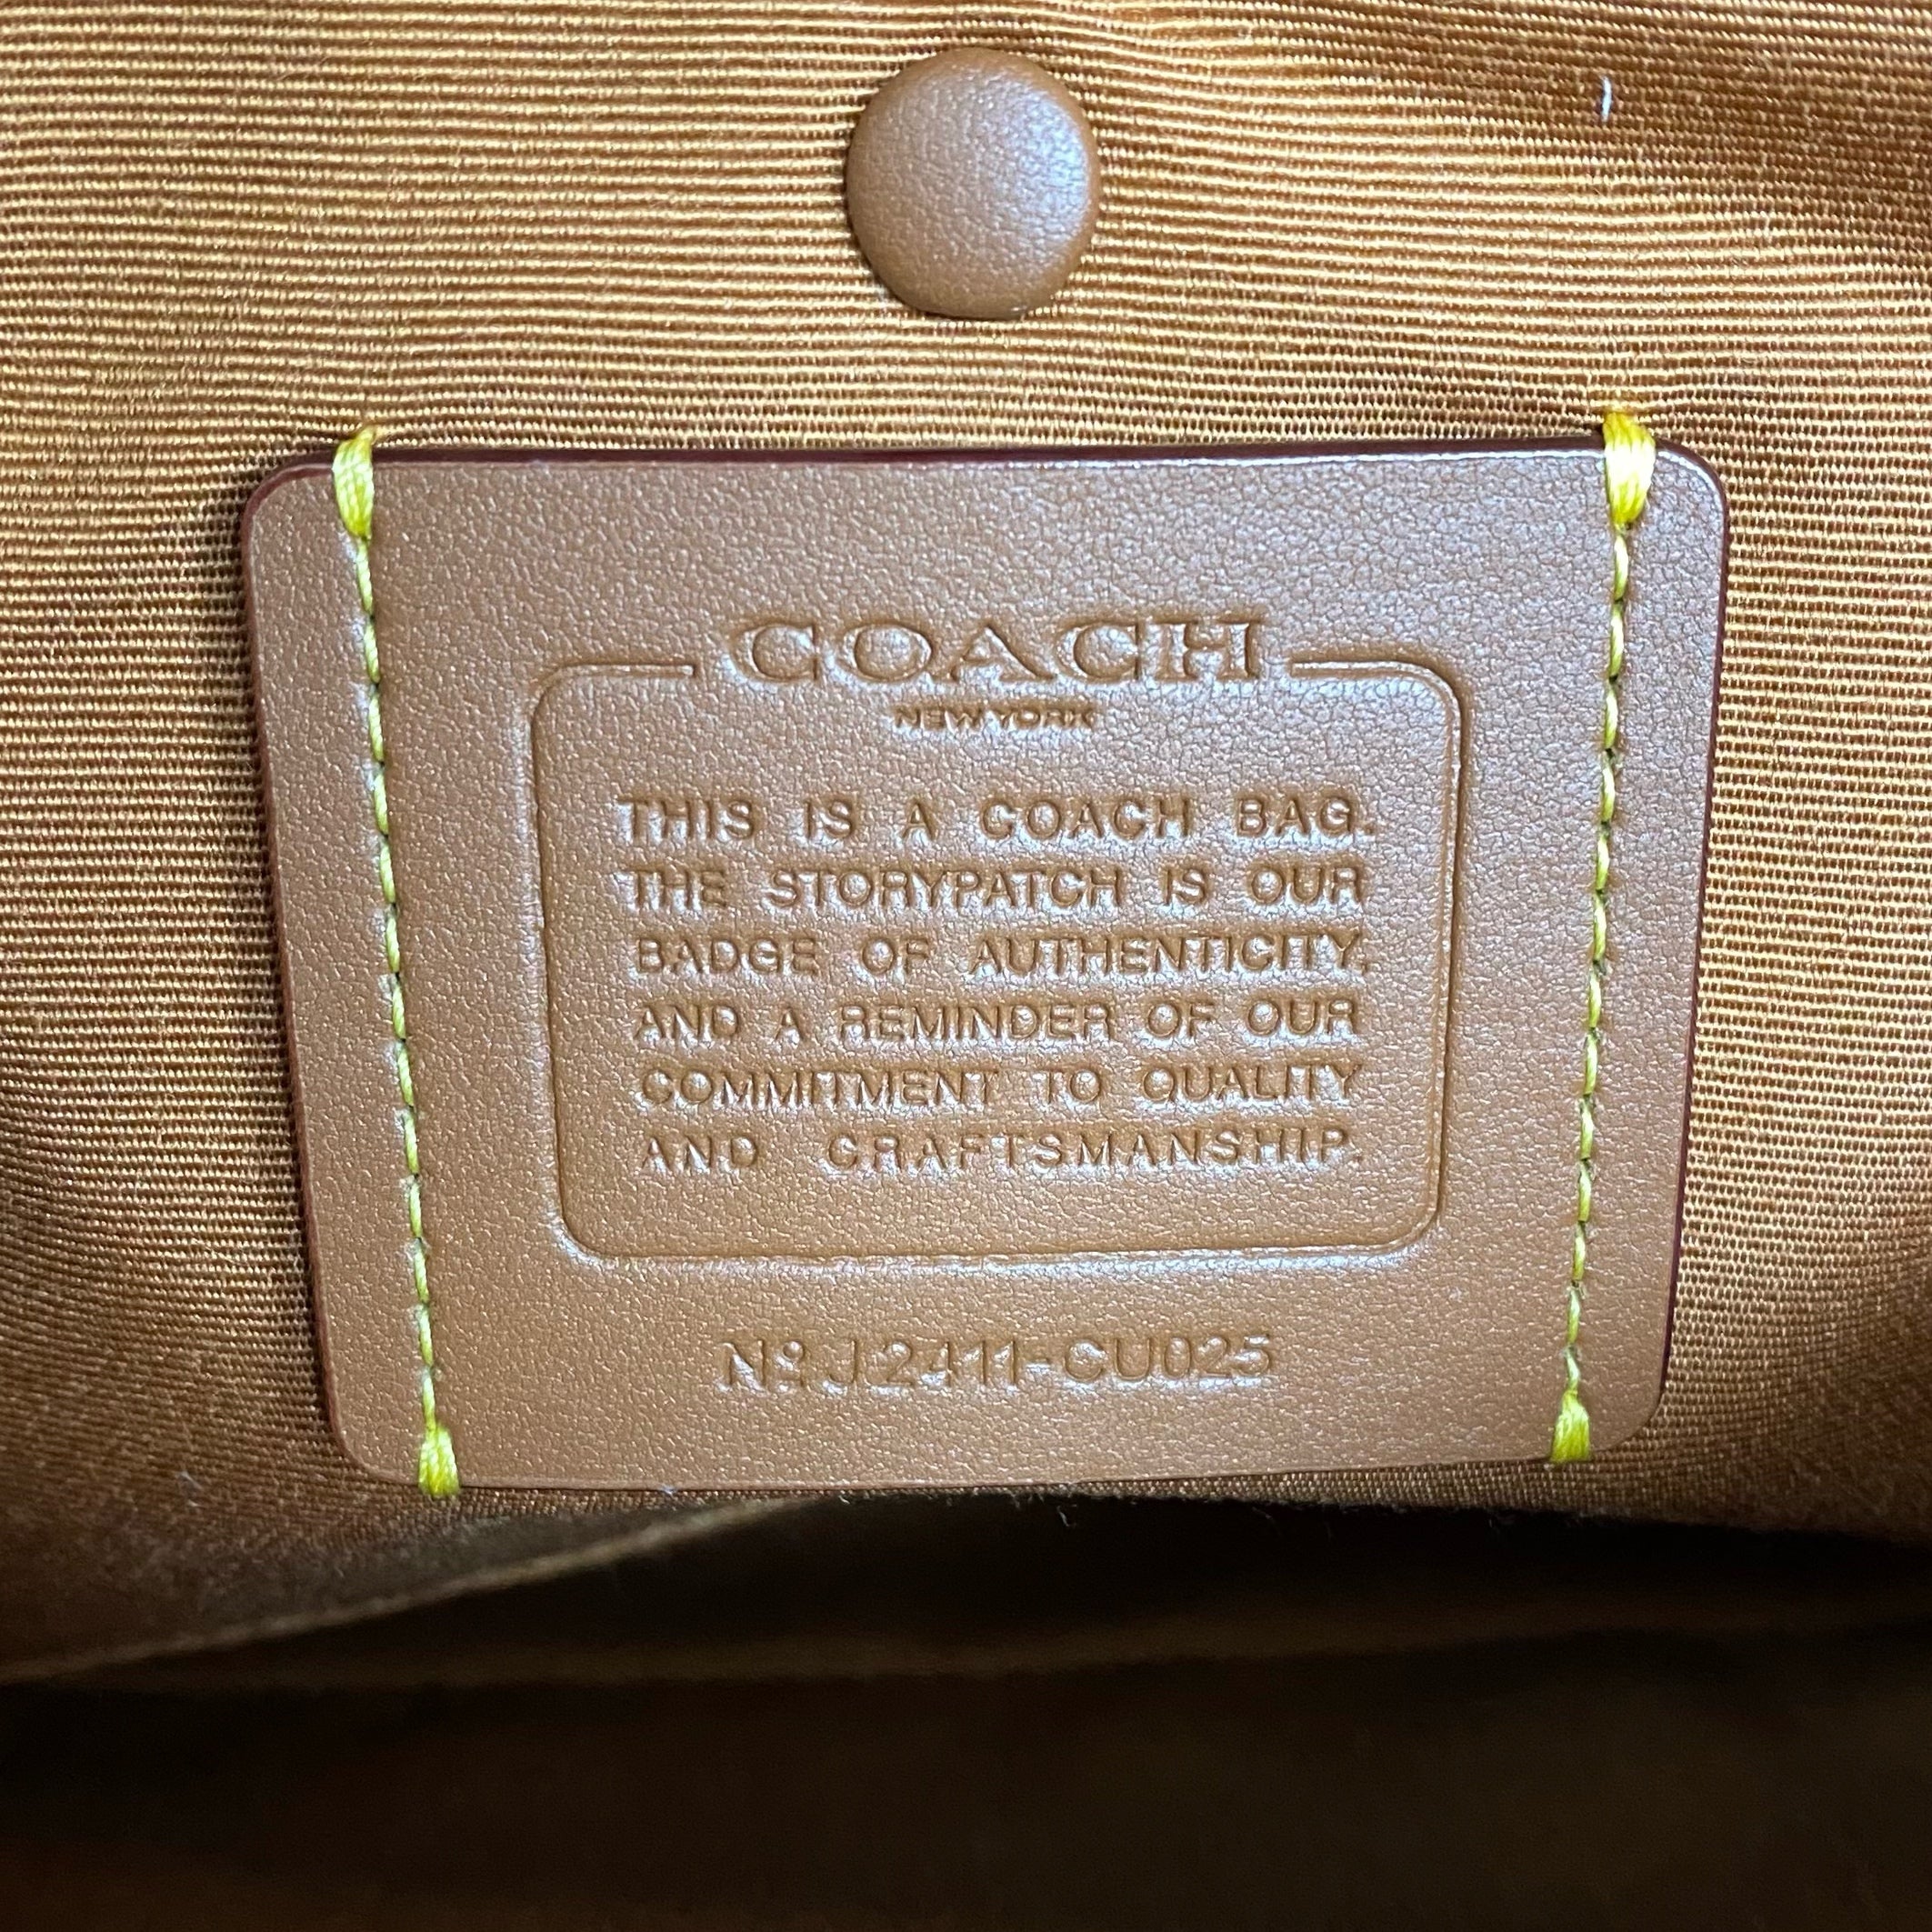 COACH
NEW YORK
THIS IS A COACH BAG.
THE STORYPATCH IS OUR
BADGE OF AUTHENTICITY,
AND A REMINDER OF OUR
COMMITMENT TO QUALITY
AND CRAFTSMANSHIP.
Nº J2411-CU025